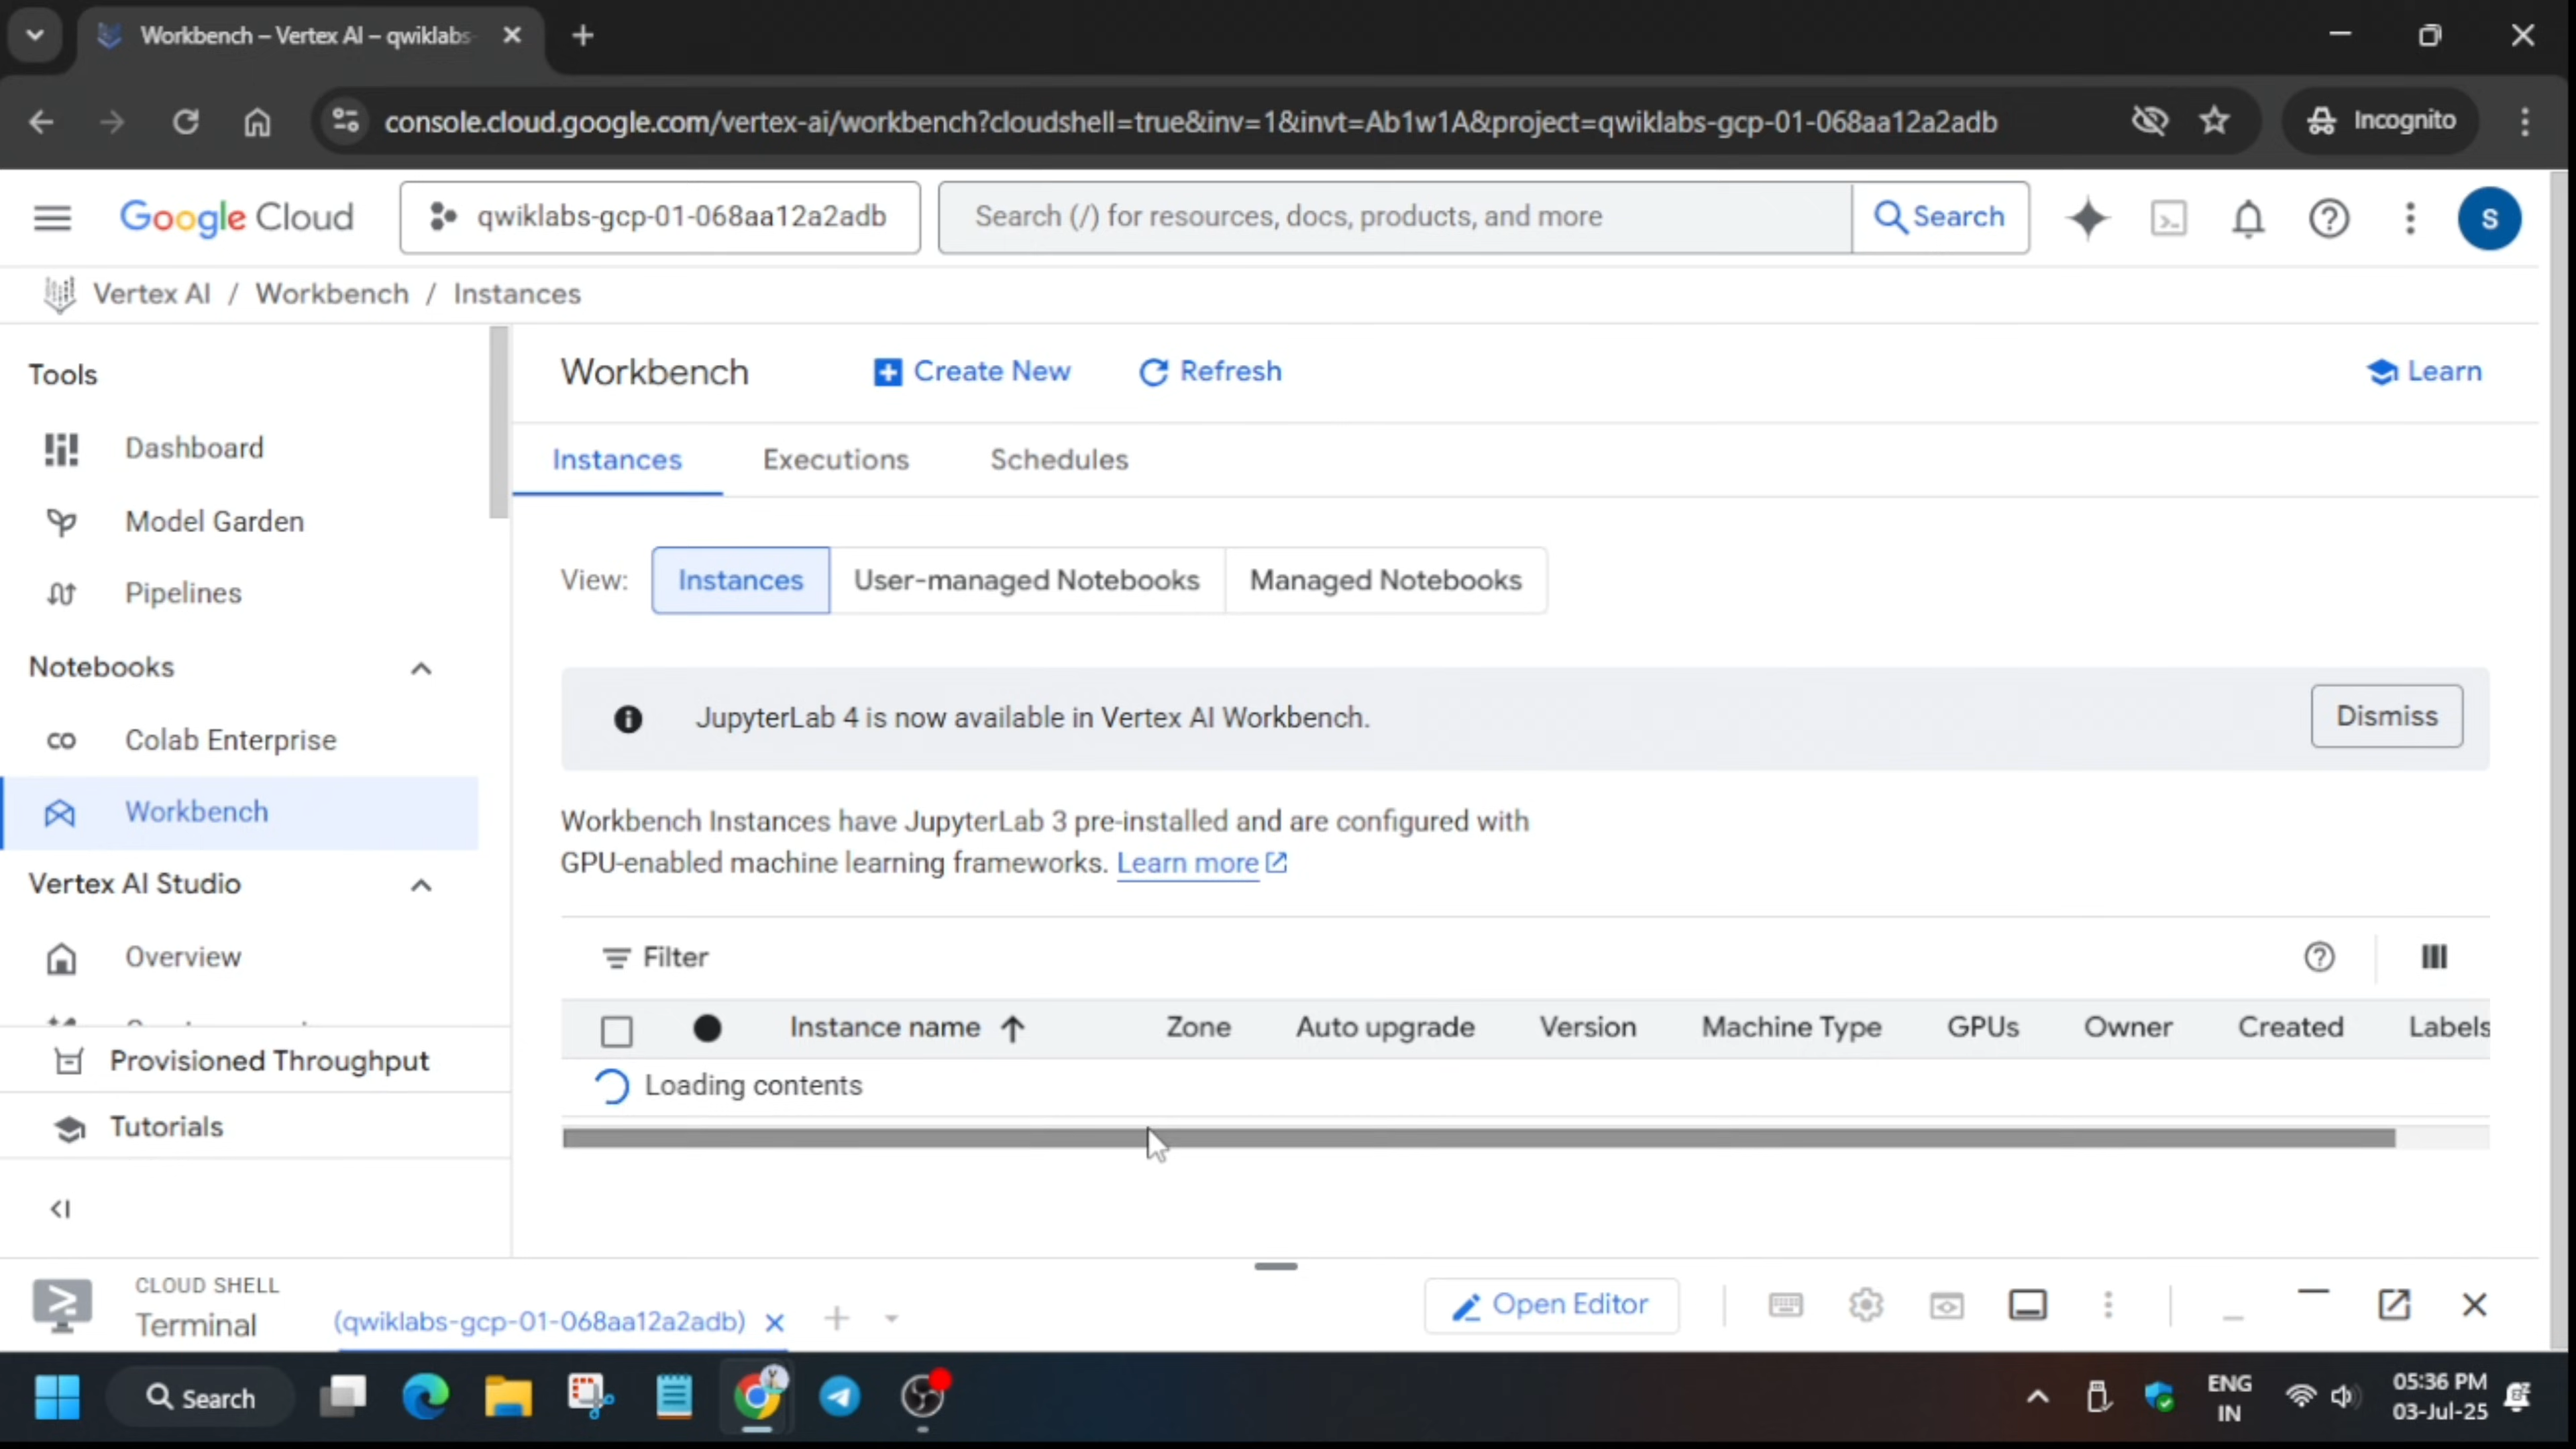 Workbench – Vertex AI – qwiklabs-
console.cloud.google.com/vertex-ai/workbench?cloudshell=true&inv=1&invt=Ab1w1A&project=qwiklabs-gcp-01-068aa12a2adb
Incognito
Google Cloud
qwiklabs-gcp-01-068aa12a2adb
Search (/) for resources, docs, products, and more
Search
S
Vertex AI / Workbench / Instances
Tools
Dashboard
Model Garden
Pipelines
Notebooks
Colab Enterprise
Workbench
Vertex AI Studio
Overview
Provisioned Throughput
Tutorials
Workbench
Create New
Refresh
Learn
Instances
Executions
Schedules
View:
Instances
User-managed Notebooks
Managed Notebooks
JupyterLab 4 is now available in Vertex AI Workbench.
Dismiss
Workbench Instances have JupyterLab 3 pre-installed and are configured with
GPU-enabled machine learning frameworks. Learn more
Filter
Instance name
Zone
Auto upgrade
Version
Machine Type
GPUs
Owner
Created
Labels
Loading contents
CLOUD SHELL
Terminal
(qwiklabs-gcp-01-068aa12a2adb)
Open Editor
Search
ENG
IN
05:36 PM
03-Jul-25